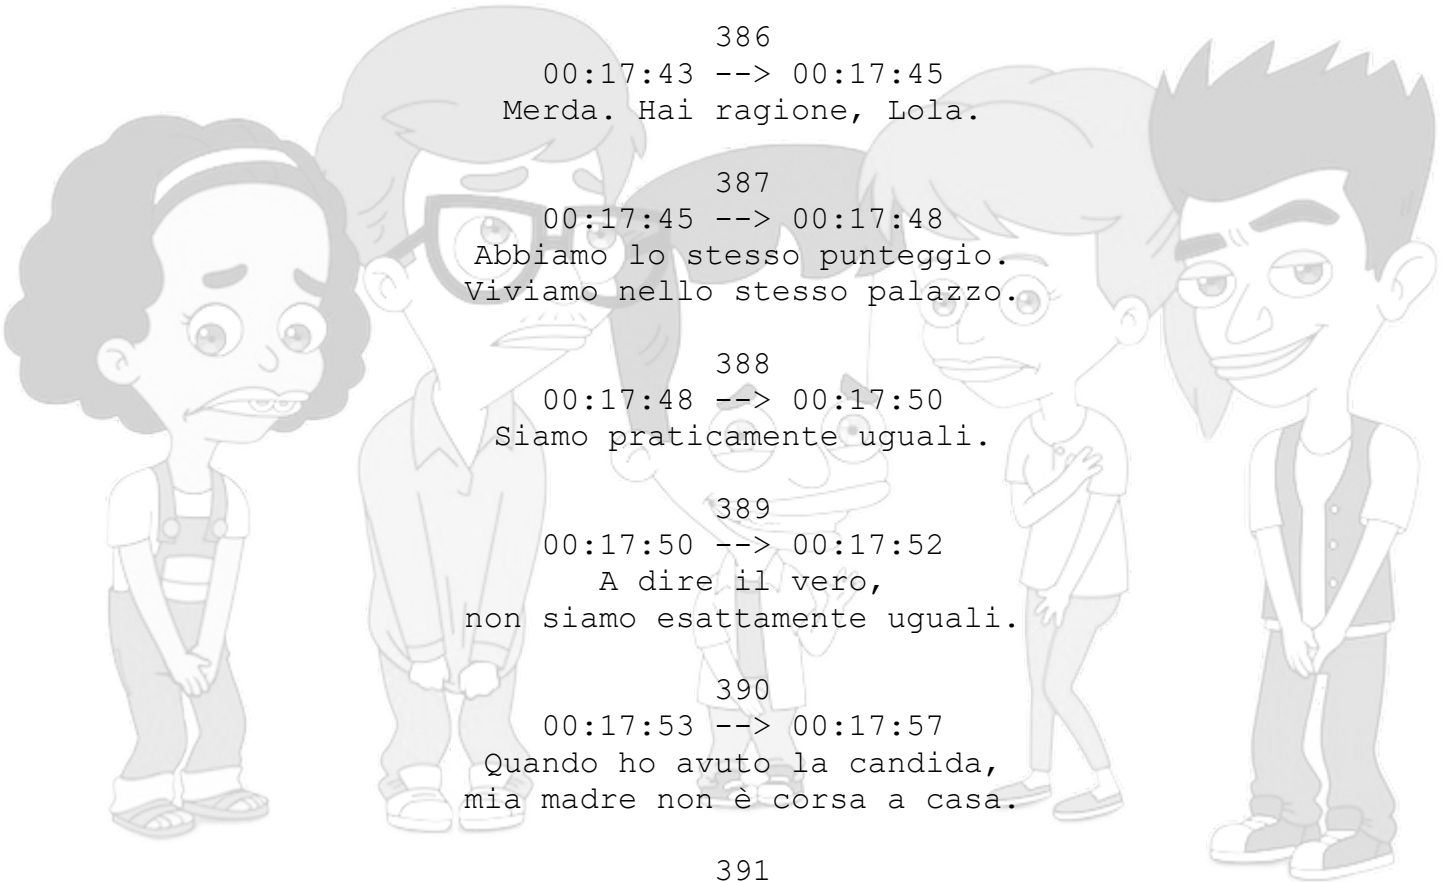 386
00:17:43 --> 00:17:45
Merda. Hai ragione, Lola.
387
00:17:45 --> 00:17:48
Abbiamo lo stesso punteggio.
Viviamo nello stesso palazzo.
388
00:17:48 --> 00:17:50
Siamo praticamente uguali.
389
00:17:50 --> 00:17:52
A dire il vero,
non siamo esattamente uguali.
390
00:17:53 --> 00:17:57
Quando ho avuto la candida,
mia madre non è corsa a casa.
391